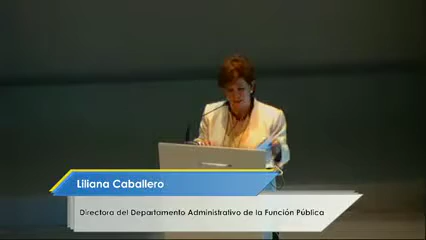 Liliana Caballero
Directora del Departamento Administrativo de la Función Pública